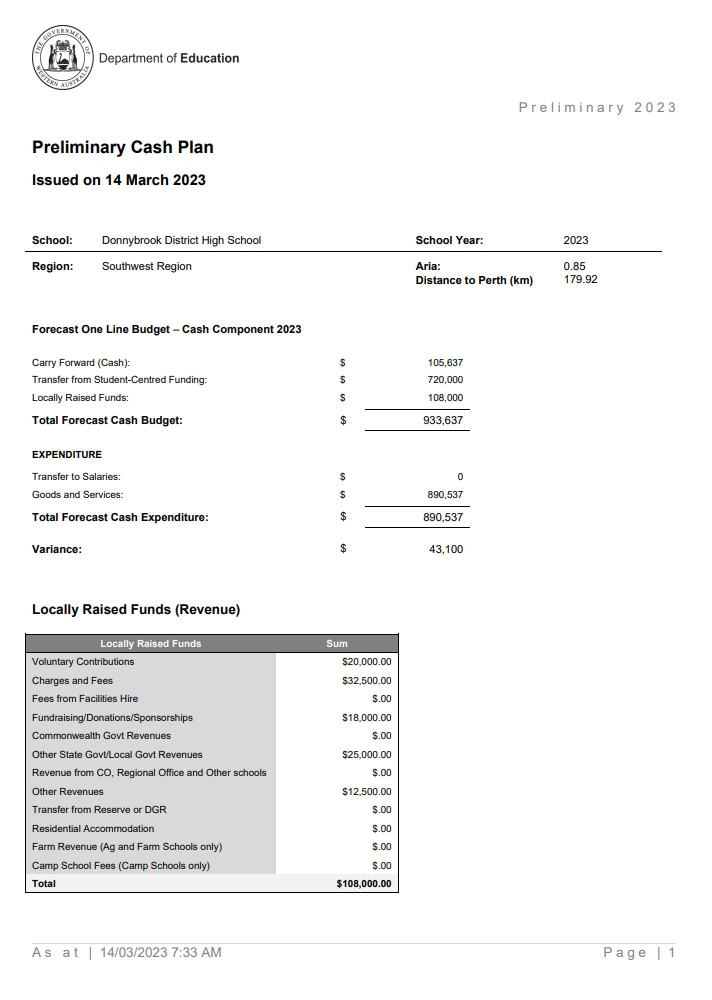 THE GOVERNMENT OF
WESTERN AUSTRALIA
Department of Education
Preliminary 2023
Preliminary Cash Plan
Issued on 14 March 2023
School: Donnybrook District High School School Year: 2023
Region: Southwest Region Aria: 0.85
Distance to Perth (km) 179.92
Forecast One Line Budget – Cash Component 2023
Carry Forward (Cash): $ 105,637
Transfer from Student-Centred Funding: $ 720,000
Locally Raised Funds: $ 108,000
Total Forecast Cash Budget: $ 933,637
EXPENDITURE
Transfer to Salaries: $ 0
Goods and Services: $ 890,537
Total Forecast Cash Expenditure: $ 890,537
Variance: $ 43,100
Locally Raised Funds (Revenue)
Locally Raised Funds Sum
Voluntary Contributions $20,000.00
Charges and Fees $32,500.00
Fees from Facilities Hire $.00
Fundraising/Donations/Sponsorships $18,000.00
Commonwealth Govt Revenues $.00
Other State Govt/Local Govt Revenues $25,000.00
Revenue from CO, Regional Office and Other schools $.00
Other Revenues $12,500.00
Transfer from Reserve or DGR $.00
Residential Accommodation $.00
Farm Revenue (Ag and Farm Schools only) $.00
Camp School Fees (Camp Schools only) $.00
Total $108,000.00
As at | 14/03/2023 7:33 AM Page | 1